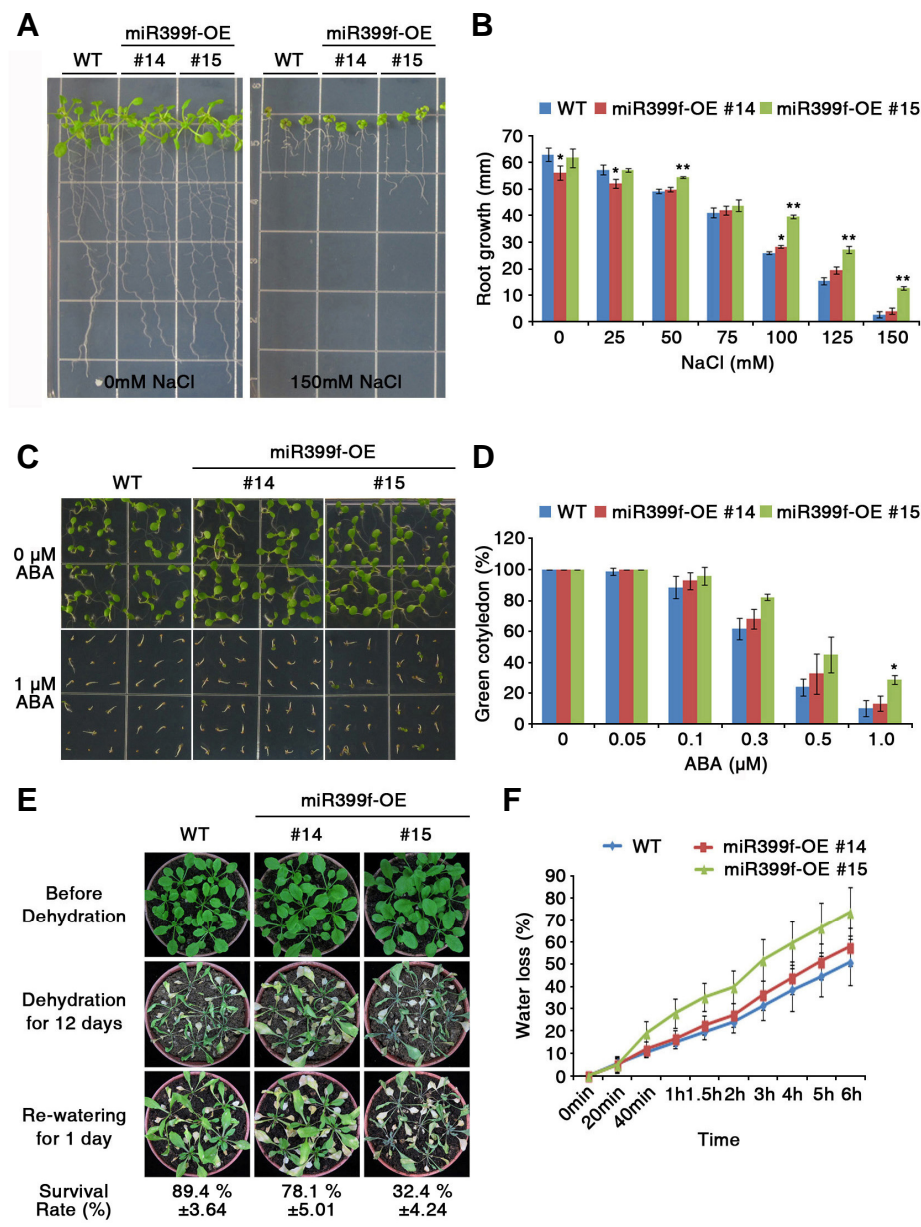 A
miR399f-OE
miR399f-OE
WT #14 #15 WT #14 #15
0mM NaCl
150mM NaCl
B
WT miR399f-OE #14 miR399f-OE #15
Root growth (mm)
70
60
50
40
30
20
10
0
* * ** * ** ** **
0 25 50 75 100 125 150
NaCl (mM)
C
miR399f-OE
WT #14 #15
0 µM
ABA
1 µM
ABA
D
WT miR399f-OE #14 miR399f-OE #15
Green cotyledon (%)
120
100
80
60
40
20
0
*
0 0.05 0.1 0.3 0.5 1.0
ABA (µM)
E
miR399f-OE
WT #14 #15
Before
Dehydration
Dehydration
for 12 days
Re-watering
for 1 day
Survival
Rate (%)
89.4 % 78.1 % 32.4 %
±3.64 ±5.01 ±4.24
F
WT miR399f-OE #14
miR399f-OE #15
Water loss (%)
90
80
70
60
50
40
30
20
10
0
0min 20min 40min 1h 1.5h 2h 3h 4h 5h 6h
Time